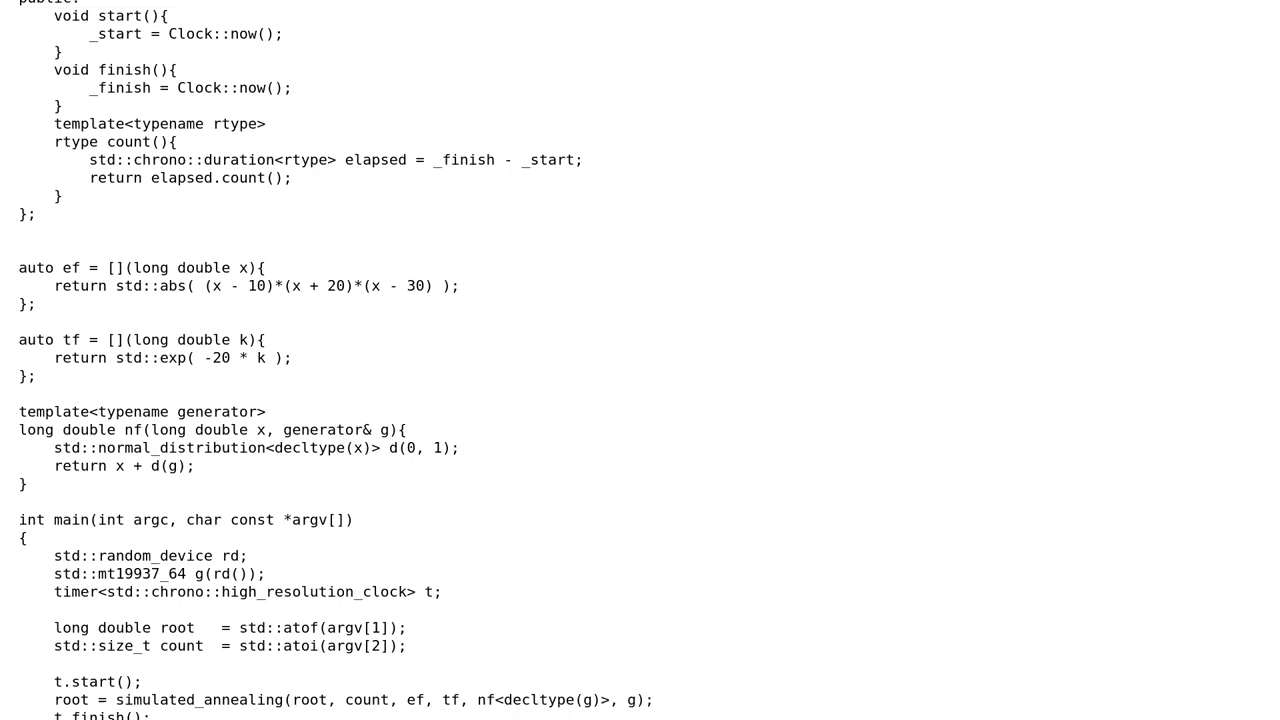 public:
    void start(){
        _start = Clock::now();
    }
    void finish(){
        _finish = Clock::now();
    }
    template<typename rtype>
    rtype count(){
        std::chrono::duration<rtype> elapsed = _finish - _start;
        return elapsed.count();
    }
};
auto ef = [](long double x){
    return std::abs( (x - 10)*(x + 20)*(x - 30) );
};
auto tf = [](long double k){
    return std::exp( -20 * k );
};
template<typename generator>
long double nf(long double x, generator& g){
    std::normal_distribution<decltype(x)> d(0, 1);
    return x + d(g);
}
int main(int argc, char const *argv[])
{
    std::random_device rd;
    std::mt19937_64 g(rd());
    timer<std::chrono::high_resolution_clock> t;
    long double root   = std::atof(argv[1]);
    std::size_t count  = std::atoi(argv[2]);
    t.start();
    root = simulated_annealing(root, count, ef, tf, nf<decltype(g)>, g);
    t.finish();